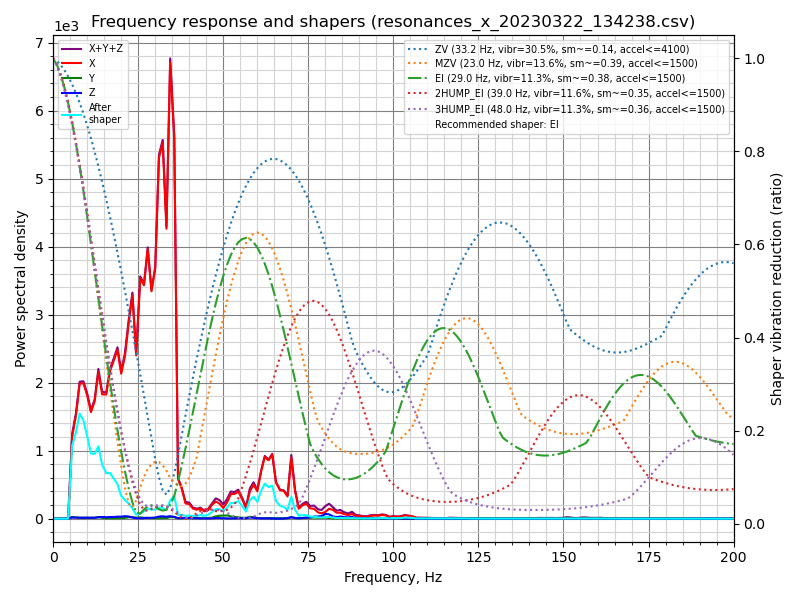 Frequency response and shapers (resonances_x_20230322_134238.csv)
1e3
X+Y+Z
X
Y
Z
After
shaper
ZV (33.2 Hz, vibr=30.5%, sm~=0.14, accel<=4100)
MZV (23.0 Hz, vibr=13.6%, sm~=0.39, accel<=1500)
EI (29.0 Hz, vibr=11.3%, sm~=0.38, accel<=1500)
2HUMP_EI (39.0 Hz, vibr=11.6%, sm~=0.35, accel<=1500)
3HUMP_EI (48.0 Hz, vibr=11.3%, sm~=0.36, accel<=1500)
Recommended shaper: EI
7
6
5
4
3
2
1
0
Power spectral density
1.0
0.8
0.6
0.4
0.2
0.0
Shaper vibration reduction (ratio)
0 25 50 75 100 125 150 175 200
Frequency, Hz